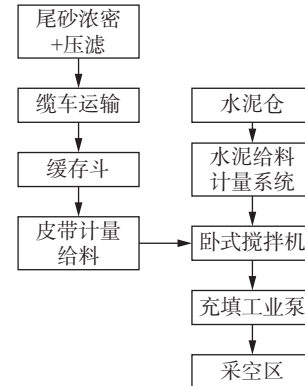 尾砂浓密
+压滤
缆车运输
缓存斗
皮带计量
给料
水泥仓
水泥给料
计量系统
卧式搅拌机
充填工业泵
采空区